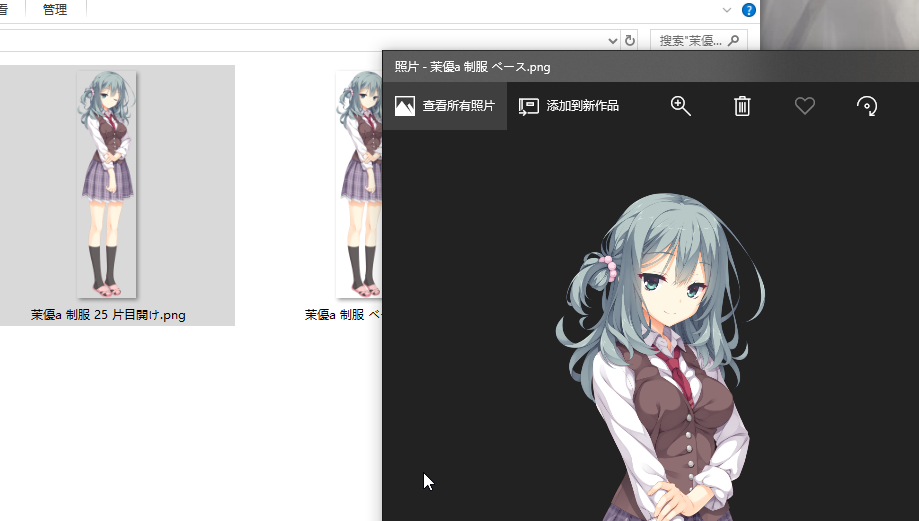 看
管理
搜索"茉優...
照片 - 茉優a 制服 ベース.png
查看所有照片
添加到新作品
茉優a 制服 25 片目開け.png
茉優a 制服 ベ